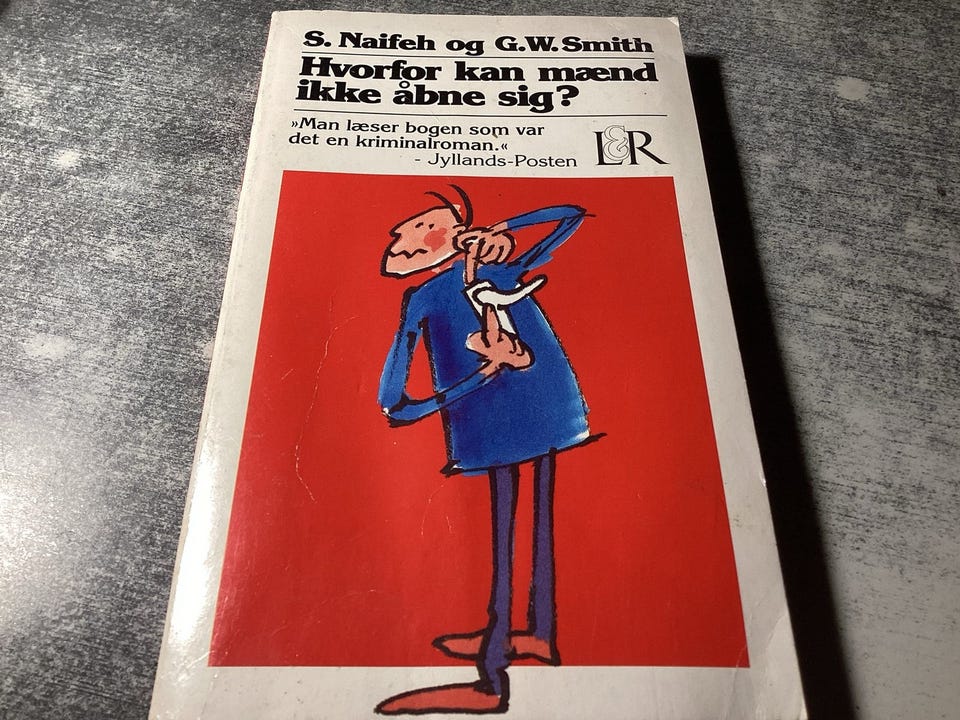 S. Naifeh og G.W. Smith
Hvorfor kan mænd
ikke åbne sig?
»Man læser bogen som var
det en kriminalroman.«
- Jyllands-Posten
L&R